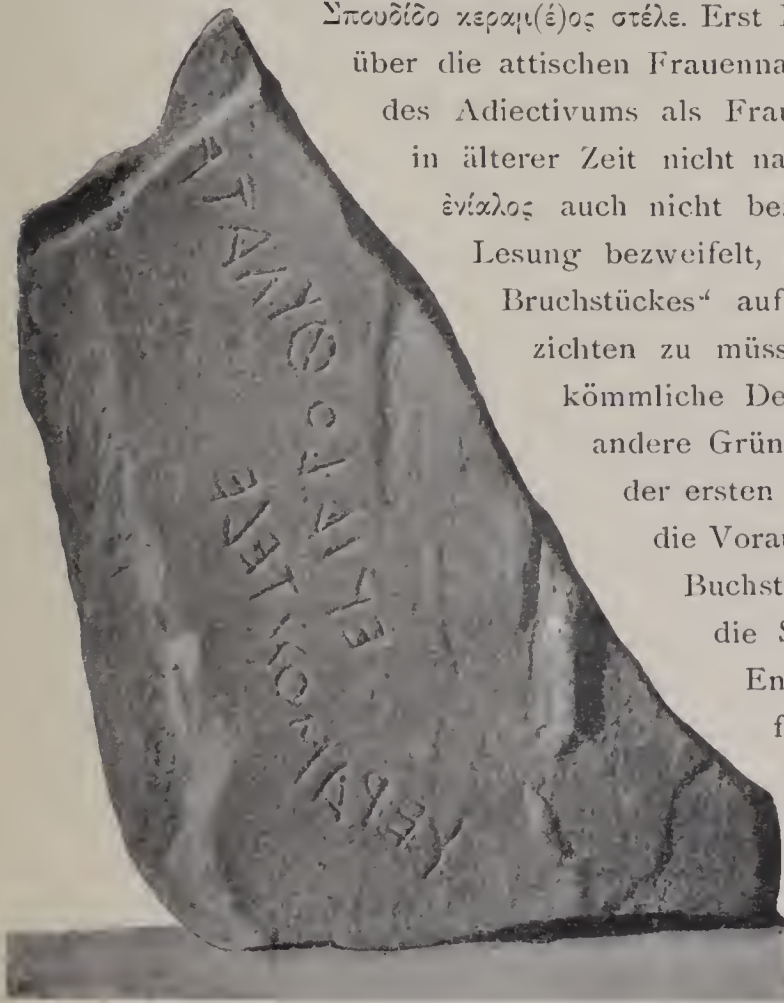 Σπουδίδο κεραμι(έ)ος στέλε. Erst
über die attischen Frauenna
des Adiectivums als Frau
in älterer Zeit nicht na
ἐνίαλος auch nicht be
Lesung bezweifelt,
Bruchstückes“ auf
zichten zu müss
kömmliche De
andere Grün
der ersten
die Vorau
Buchst
die S
En
f